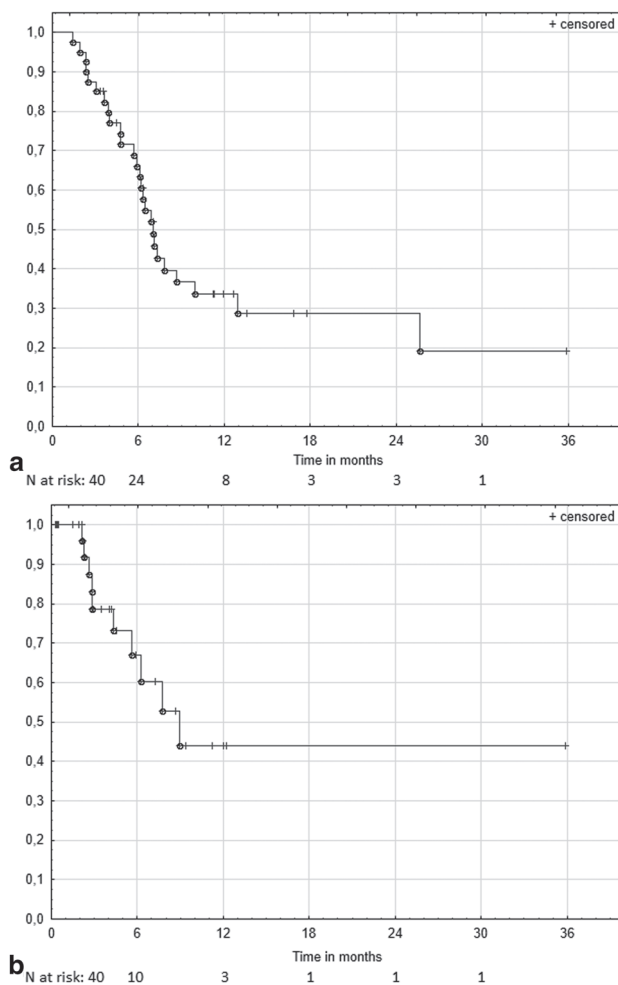 + censored
1,0
0,9
0,8
0,7
0,6
0,5
0,4
0,3
0,2
0,1
0,0
0 6 12 18 24 30 36
Time in months
a
N at risk: 40 24 8 3 3 1
+ censored
1,0
0,9
0,8
0,7
0,6
0,5
0,4
0,3
0,2
0,1
0,0
0 6 12 18 24 30 36
Time in months
b
N at risk: 40 10 3 1 1 1